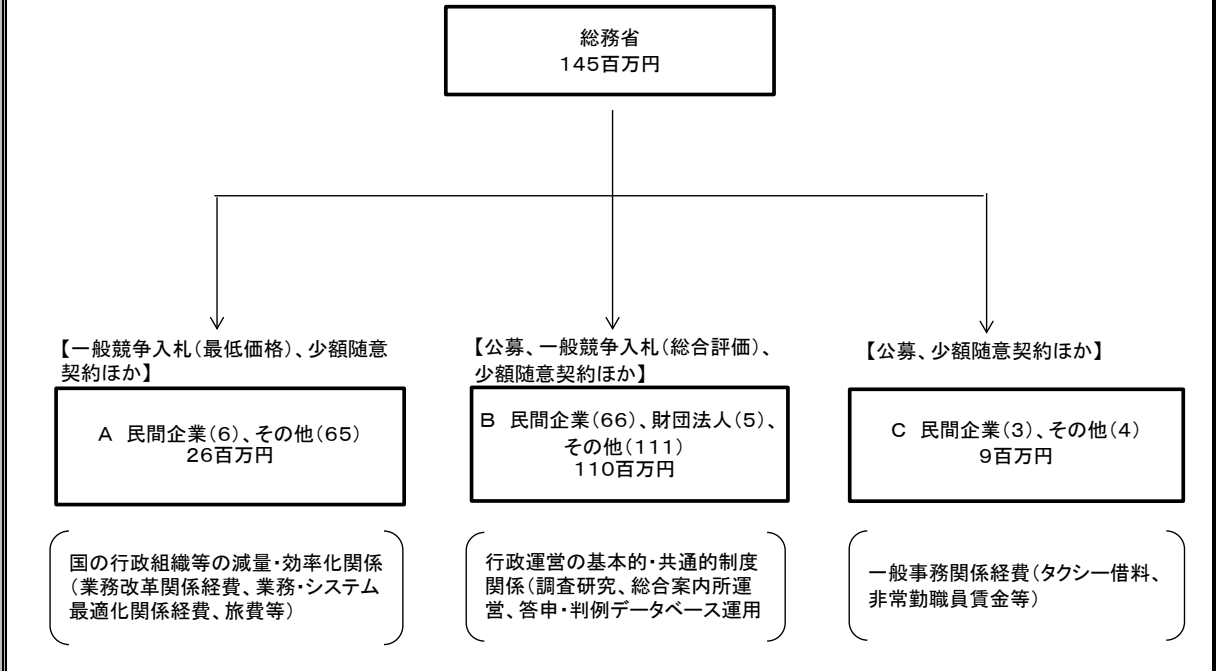 総務省
145百万円
【一般競争入札(最低価格)、少額随意
契約ほか】
A 民間企業(6)、その他(65)
26百万円
国の行政組織等の減量・効率化関係
(業務改革関係経費、業務・システム
最適化関係経費、旅費等)
【公募、一般競争入札(総合評価)、
少額随意契約ほか】
B 民間企業(66)、財団法人(5)、
その他(111)
110百万円
行政運営の基本的・共通的制度
関係(調査研究、総合案内所運
営、答申・判例データベース運用
【公募、少額随意契約ほか】
C 民間企業(3)、その他(4)
9百万円
一般事務関係経費(タクシー借料、
非常勤職員賃金等)